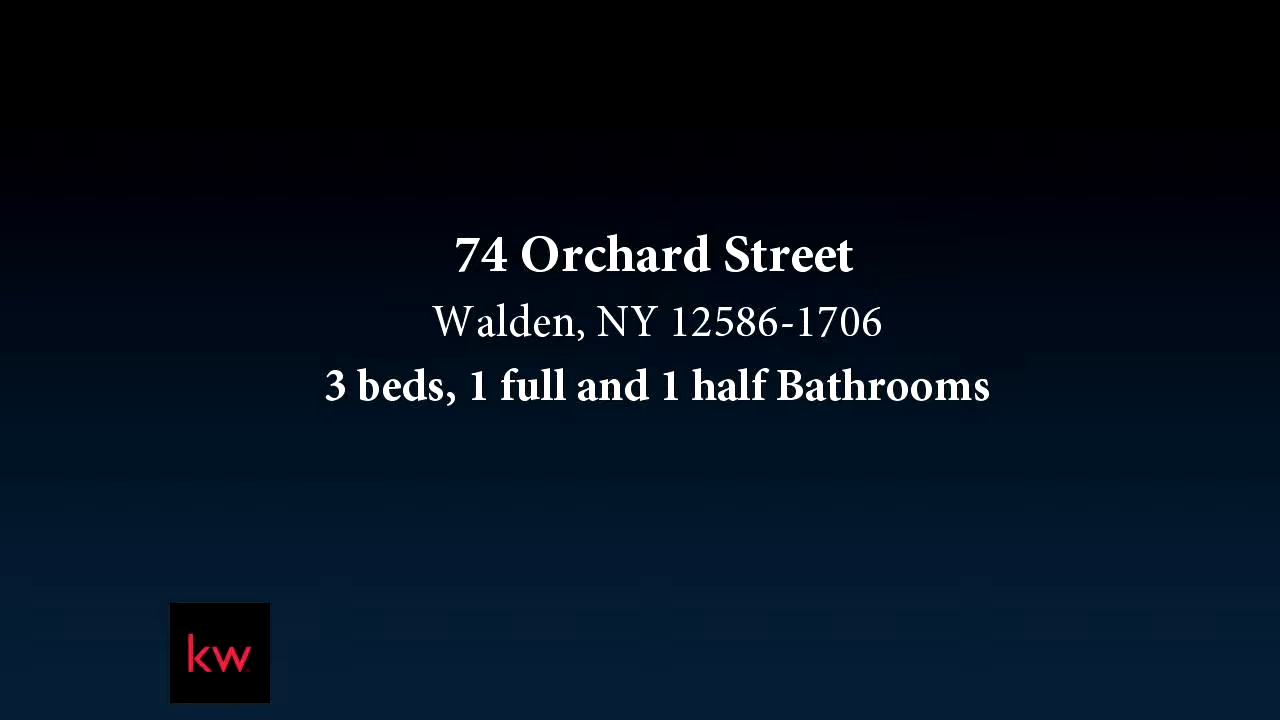 74 Orchard Street
Walden, NY 12586-1706
3 beds, 1 full and 1 half Bathrooms
kw